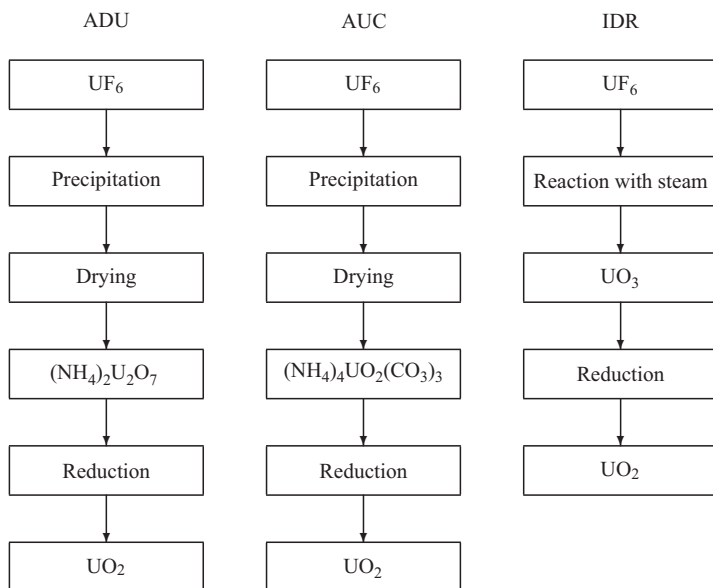 ADU
UF₆
Precipitation
Drying
(NH₄)₂U₂O₇
Reduction
UO₂
AUC
UF₆
Precipitation
Drying
(NH₄)₄UO₂(CO₃)₃
Reduction
UO₂
IDR
UF₆
Reaction with steam
UO₃
Reduction
UO₂